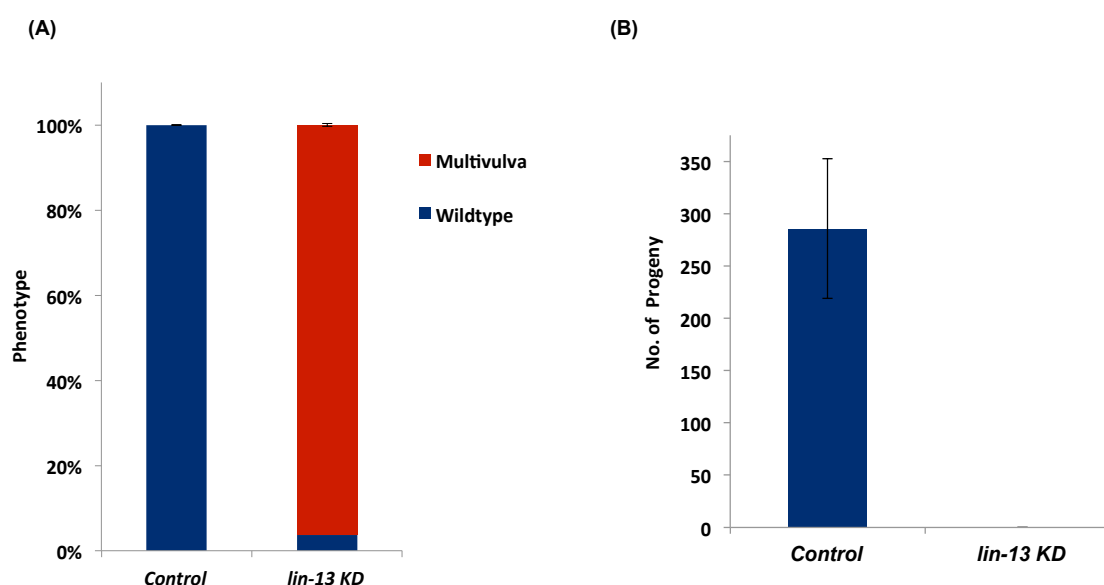 (A)
(B)
Phenotype
100%
80%
60%
40%
20%
0%
Control
lin-13 KD
Multivulva
Wildtype
No. of Progeny
350
300
250
200
150
100
50
0
Control
lin-13 KD